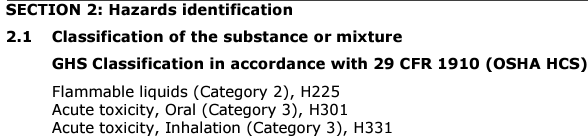 SECTION 2: Hazards identification
2.1 Classification of the substance or mixture
GHS Classification in accordance with 29 CFR 1910 (OSHA HCS)
Flammable liquids (Category 2), H225
Acute toxicity, Oral (Category 3), H301
Acute toxicity, Inhalation (Category 3), H331